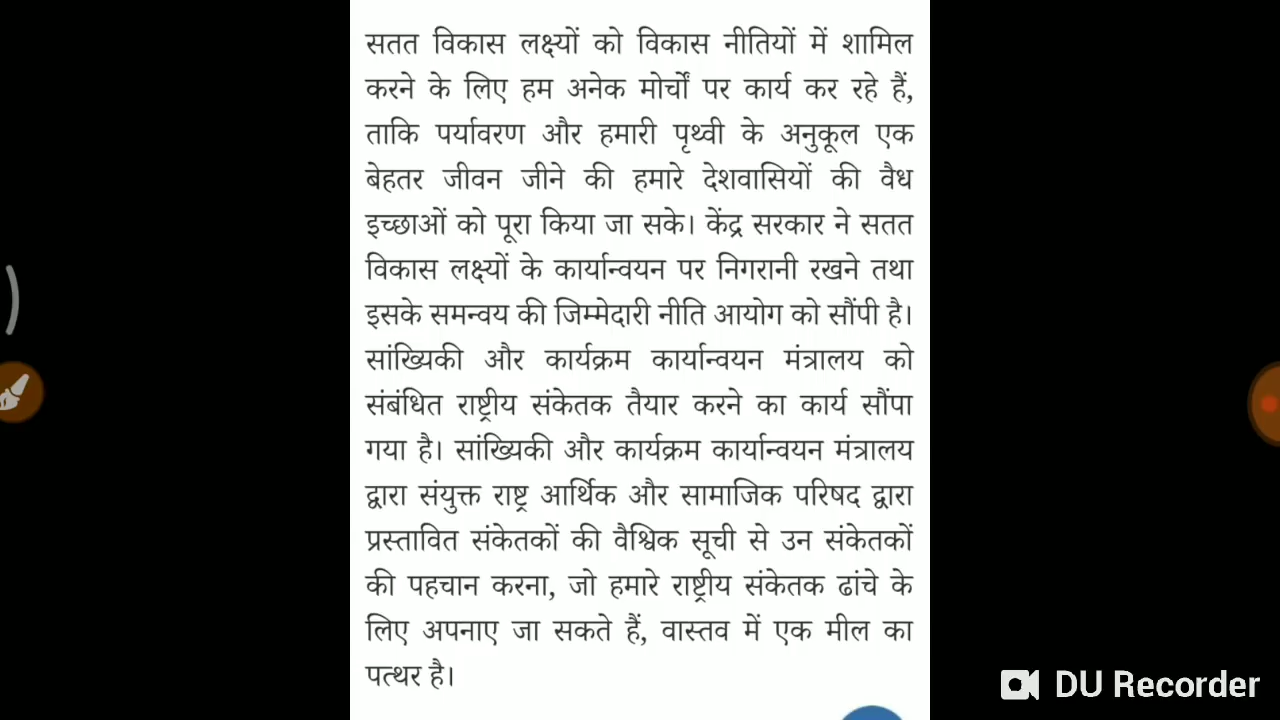 सतत विकास लक्ष्यों को विकास नीतियों में शामिल
करने के लिए हम अनेक मोर्चों पर कार्य कर रहे हैं,
ताकि पर्यावरण और हमारी पृथ्वी के अनुकूल एक
बेहतर जीवन जीने की हमारे देशवासियों की वैध
इच्छाओं को पूरा किया जा सके। केंद्र सरकार ने सतत
विकास लक्ष्यों के कार्यान्वयन पर निगरानी रखने तथा
इसके समन्वय की जिम्मेदारी नीति आयोग को सौंपी है।
सांख्यिकी और कार्यक्रम कार्यान्वयन मंत्रालय को
संबंधित राष्ट्रीय संकेतक तैयार करने का कार्य सौंपा
गया है। सांख्यिकी और कार्यक्रम कार्यान्वयन मंत्रालय
द्वारा संयुक्त राष्ट्र आर्थिक और सामाजिक परिषद द्वारा
प्रस्तावित संकेतकों की वैश्विक सूची से उन संकेतकों
की पहचान करना, जो हमारे राष्ट्रीय संकेतक ढांचे के
लिए अपनाए जा सकते हैं, वास्तव में एक मील का
पत्थर है।
DU Recorder